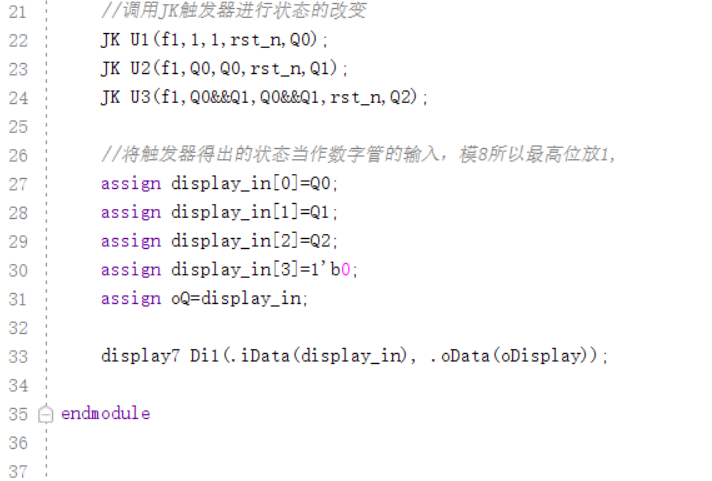 21 //调用JK触发器进行状态的改变
22 JK U1(f1,1,1,rst_n,Q0);
23 JK U2(f1,Q0,Q0,rst_n,Q1);
24 JK U3(f1,Q0&&Q1,Q0&&Q1,rst_n,Q2);
25
26 //将触发器得出的状态当作数字管的输入，模8所以最高位放1,
27 assign display_in[0]=Q0;
28 assign display_in[1]=Q1;
29 assign display_in[2]=Q2;
30 assign display_in[3]=1'b0;
31 assign oQ=display_in;
32
33 display7 Di1(.iData(display_in), .oData(oDisplay));
34
35 endmodule
36
37